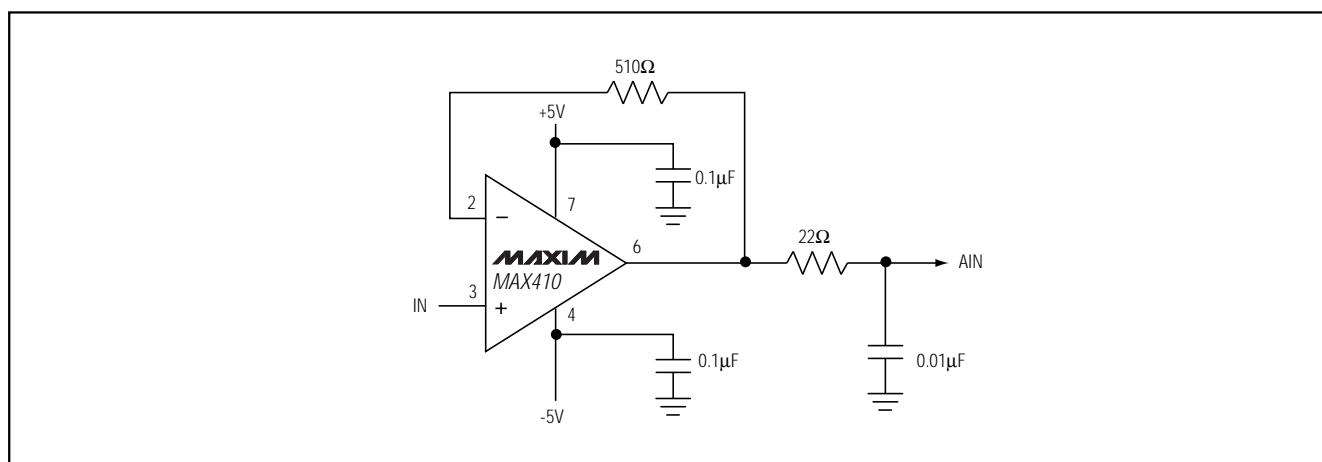 510Ω
+5V
0.1µF
2
7
−
22Ω
6
MAXIM
MAX410
AIN
3
IN
+
4
0.1µF
0.01µF
-5V